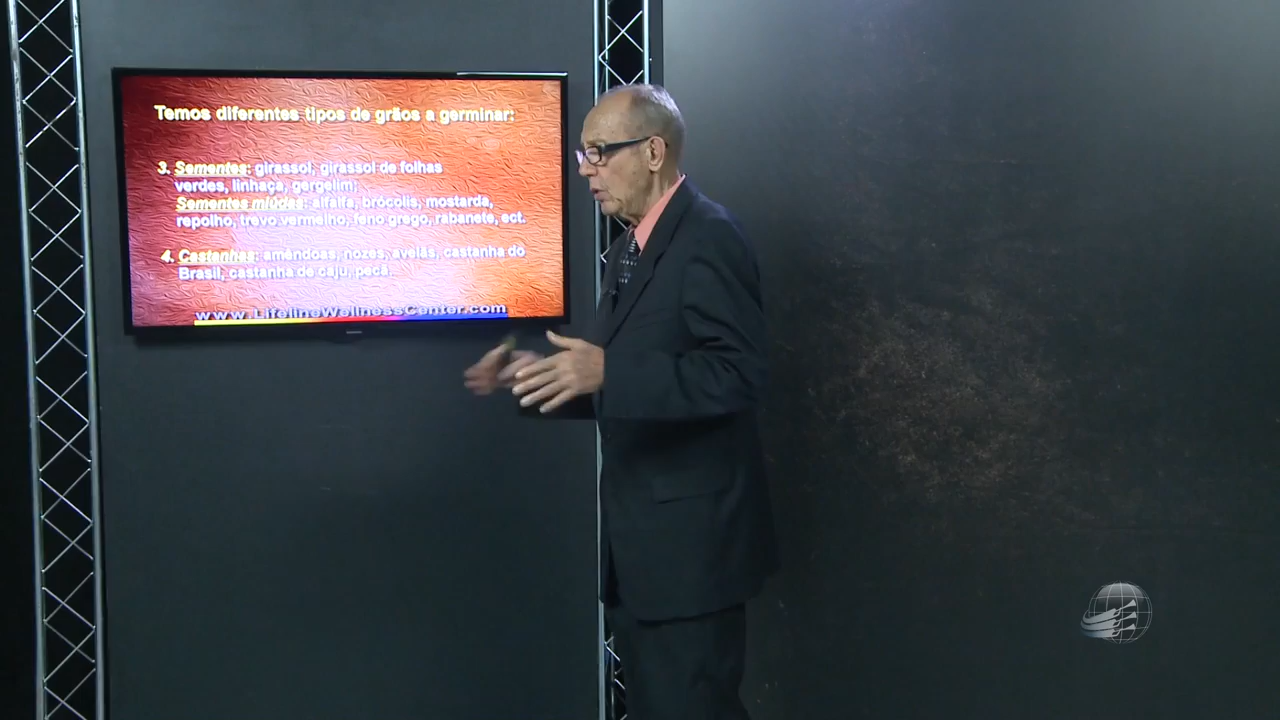 Temos diferentes tipos de grãos a germinar:
3. Sementes: girassol, girassol de folhas
verdes, linhaça, gergelim;
Sementes miúdas: alfalfa, brócolis, mostarda,
repolho, trevo vermelho, feno grego, rabanete, ect.
4. Castanhas: amêndoas, nozes, avelãs, castanha do
Brasil, castanha de caju, pecã.
www.LifelineWellnessCenter.com